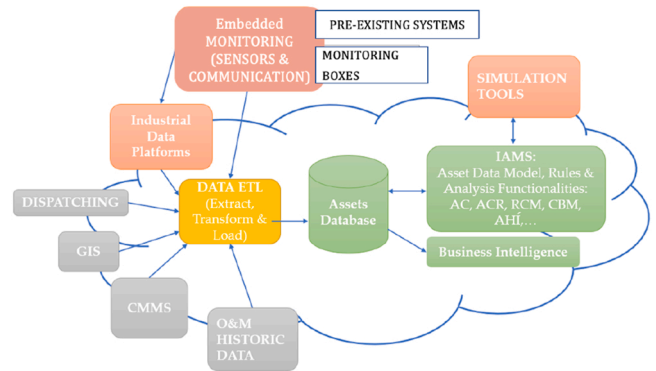 Embedded
MONITORING
(SENSORS &
COMMUNICATION)
PRE-EXISTING SYSTEMS
MONITORING
BOXES
SIMULATION
TOOLS
Industrial
Data
Platforms
IAMS:
Asset Data Model, Rules &
Analysis Functionalities:
AC, ACR, RCM, CBM,
AHÍ,…
DATA ETL
(Extract,
Transform &
Load)
Assets
Database
DISPATCHING
GIS
Business Intelligence
CMMS
O&M
HISTORIC
DATA